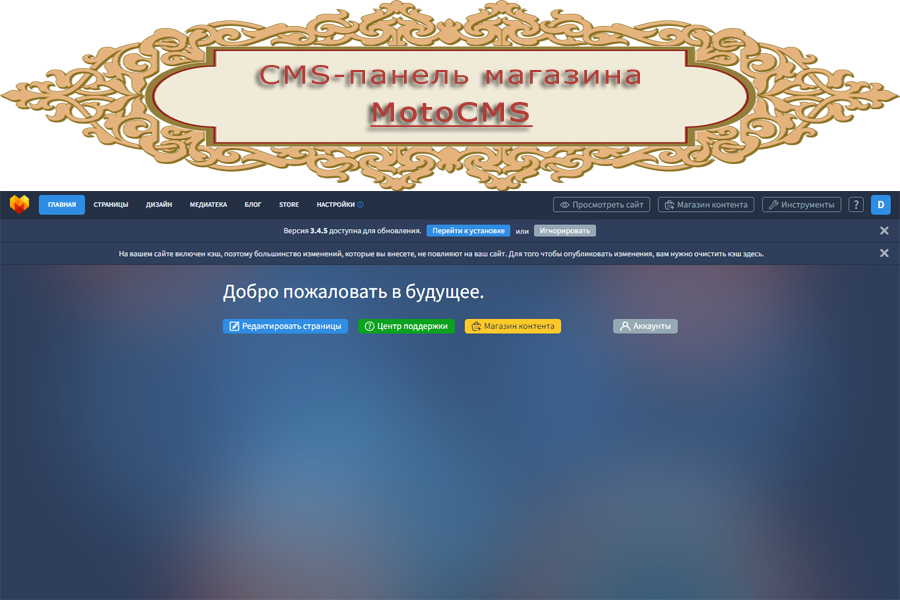 CMS-панель магазина
MotoCMS
ГЛАВНАЯ СТРАНИЦЫ ДИЗАЙН МЕДИАТЕКА БЛОГ STORE НАСТРОЙКИ Просмотреть сайт Магазин контента Инструменты ? D
Версия 3.4.5 доступна для обновления. Перейти к установке или Игнорировать
На вашем сайте включен кэш, поэтому большинство изменений, которые вы внесете, не повлияют на ваш сайт. Для того чтобы опубликовать изменения, вам нужно очистить кэш здесь.
Добро пожаловать в будущее.
Редактировать страницы Центр поддержки Магазин контента Аккаунты